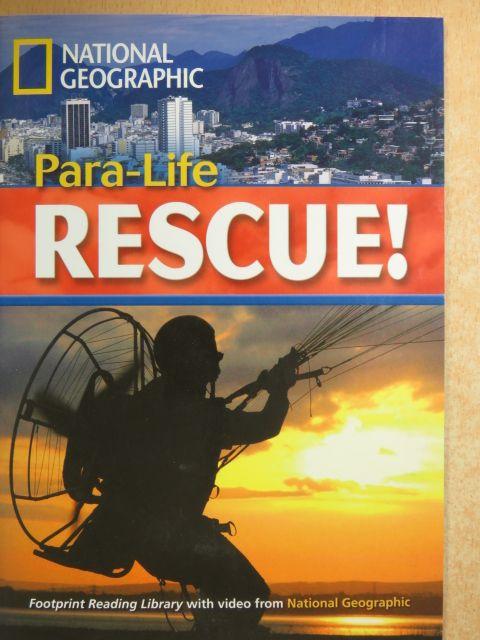 NATIONAL
GEOGRAPHIC
Para-Life
RESCUE!
Footprint Reading Library with video from National Geographic